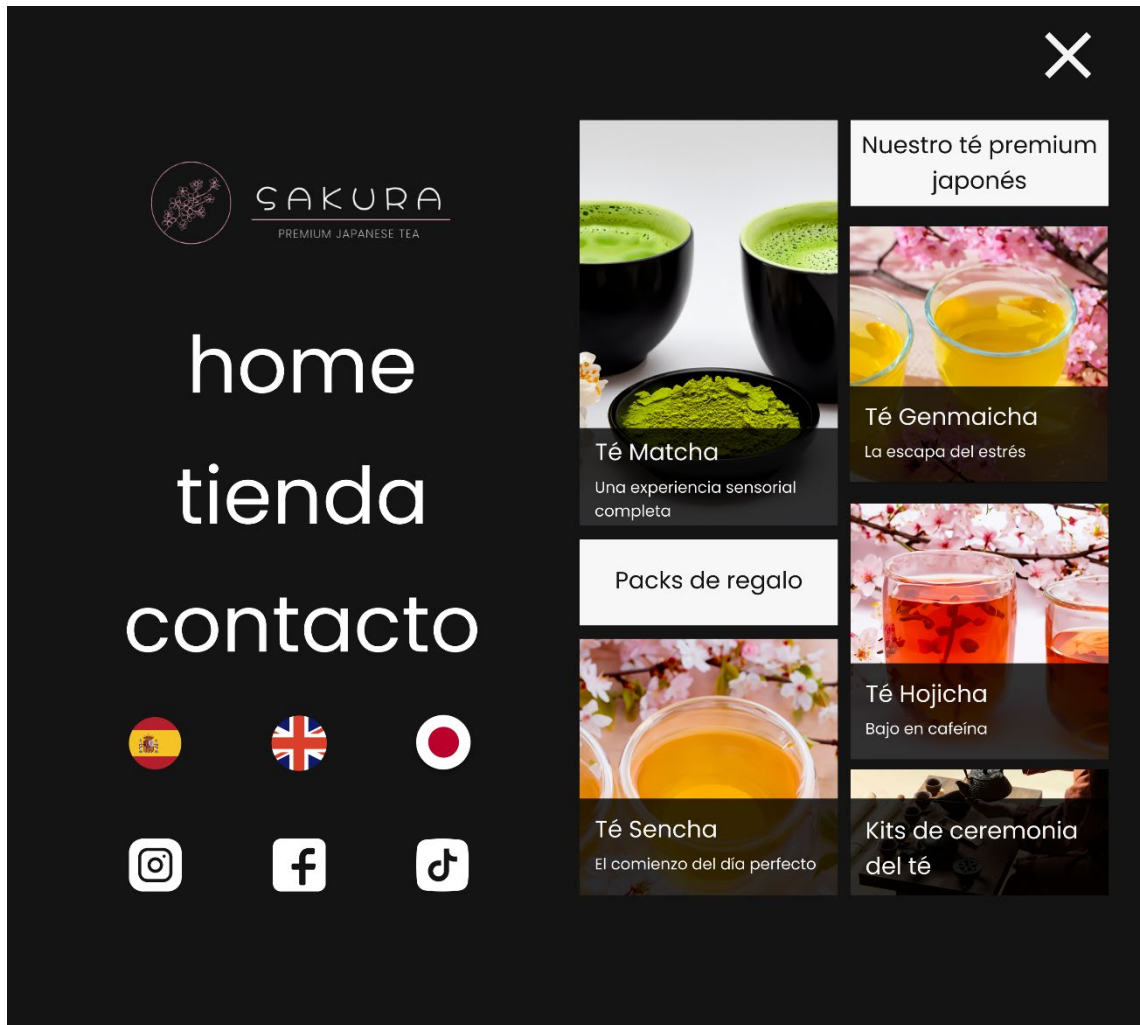 SAKURA
PREMIUM JAPANESE TEA
home
tienda
contacto
Té Matcha
Una experiencia sensorial
completa
Packs de regalo
Té Sencha
El comienzo del día perfecto
Nuestro té premium
japonés
Té Genmaicha
La escapa del estrés
Té Hojicha
Bajo en cafeína
Kits de ceremonia
del té